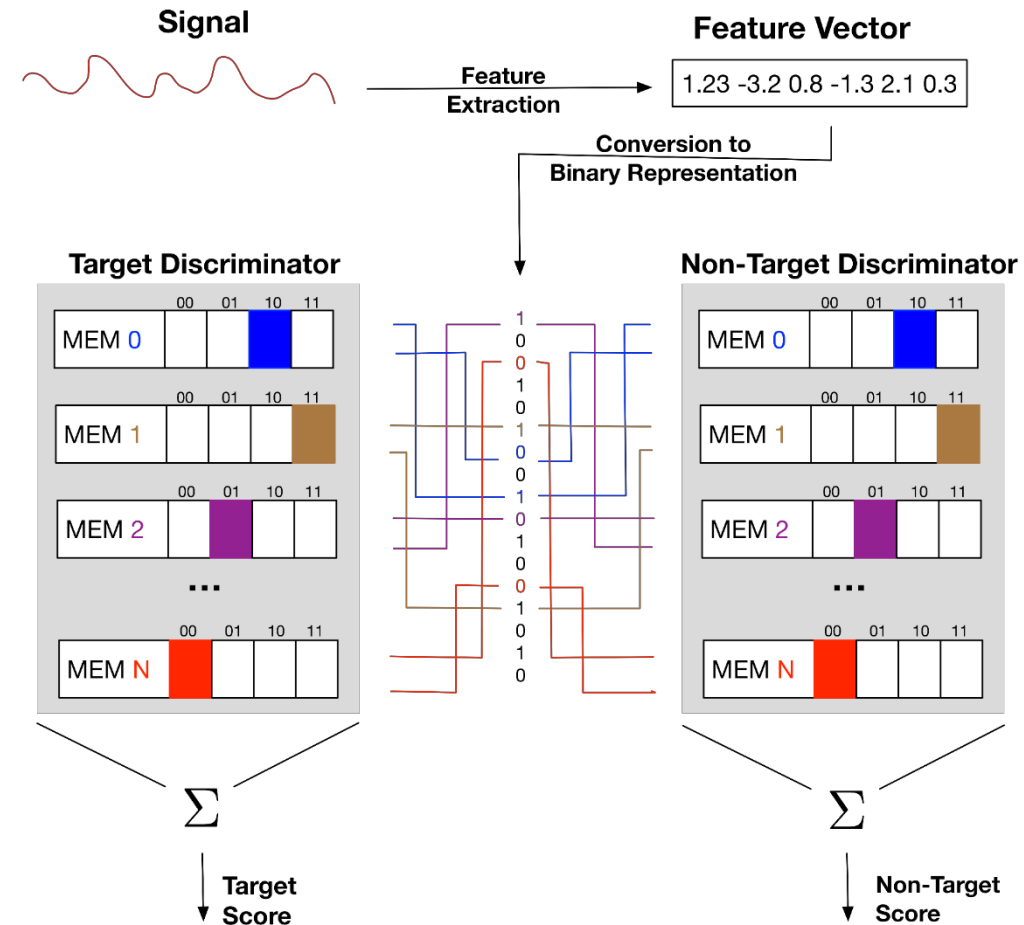 Signal
Feature Vector
Feature
Extraction
1.23 -3.2 0.8 -1.3 2.1 0.3
Conversion to
Binary Representation
Target Discriminator
00 01 10 11
MEM 0
00 01 10 11
MEM 1
00 01 10 11
MEM 2
...
00 01 10 11
MEM N
Σ
Target
Score
1
0
0
1
0
1
0
0
1
0
1
0
0
1
0
1
0
Non-Target Discriminator
00 01 10 11
MEM 0
00 01 10 11
MEM 1
00 01 10 11
MEM 2
...
00 01 10 11
MEM N
Σ
Non-Target
Score